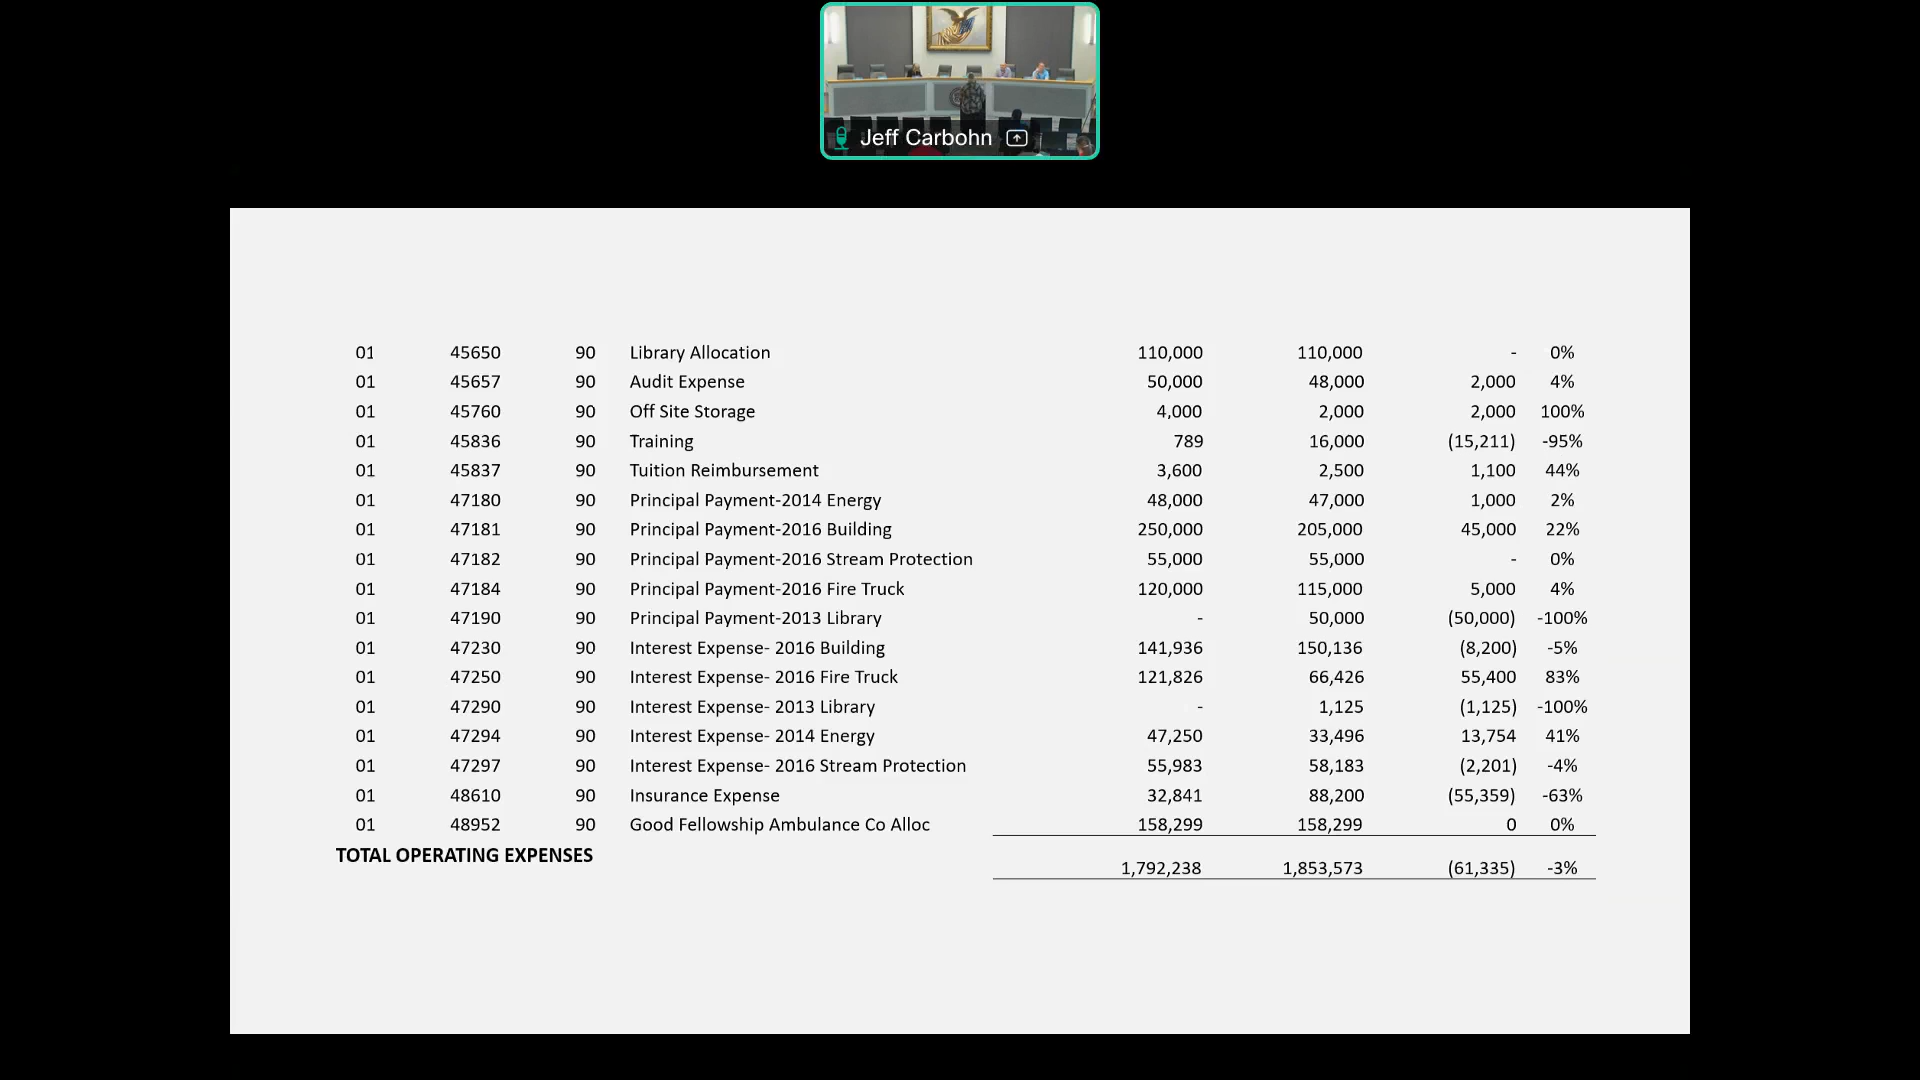 Jeff Carbohn
01 45650 90 Library Allocation 110,000 110,000 - 0%
01 45657 90 Audit Expense 50,000 48,000 2,000 4%
01 45760 90 Off Site Storage 4,000 2,000 2,000 100%
01 45836 90 Training 789 16,000 (15,211) -95%
01 45837 90 Tuition Reimbursement 3,600 2,500 1,100 44%
01 47180 90 Principal Payment-2014 Energy 48,000 47,000 1,000 2%
01 47181 90 Principal Payment-2016 Building 250,000 205,000 45,000 22%
01 47182 90 Principal Payment-2016 Stream Protection 55,000 55,000 - 0%
01 47184 90 Principal Payment-2016 Fire Truck 120,000 115,000 5,000 4%
01 47190 90 Principal Payment-2013 Library - 50,000 (50,000) -100%
01 47230 90 Interest Expense- 2016 Building 141,936 150,136 (8,200) -5%
01 47250 90 Interest Expense- 2016 Fire Truck 121,826 66,426 55,400 83%
01 47290 90 Interest Expense- 2013 Library - 1,125 (1,125) -100%
01 47294 90 Interest Expense- 2014 Energy 47,250 33,496 13,754 41%
01 47297 90 Interest Expense- 2016 Stream Protection 55,983 58,183 (2,201) -4%
01 48610 90 Insurance Expense 32,841 88,200 (55,359) -63%
01 48952 90 Good Fellowship Ambulance Co Alloc 158,299 158,299 0 0%
TOTAL OPERATING EXPENSES
1,792,238 1,853,573 (61,335) -3%